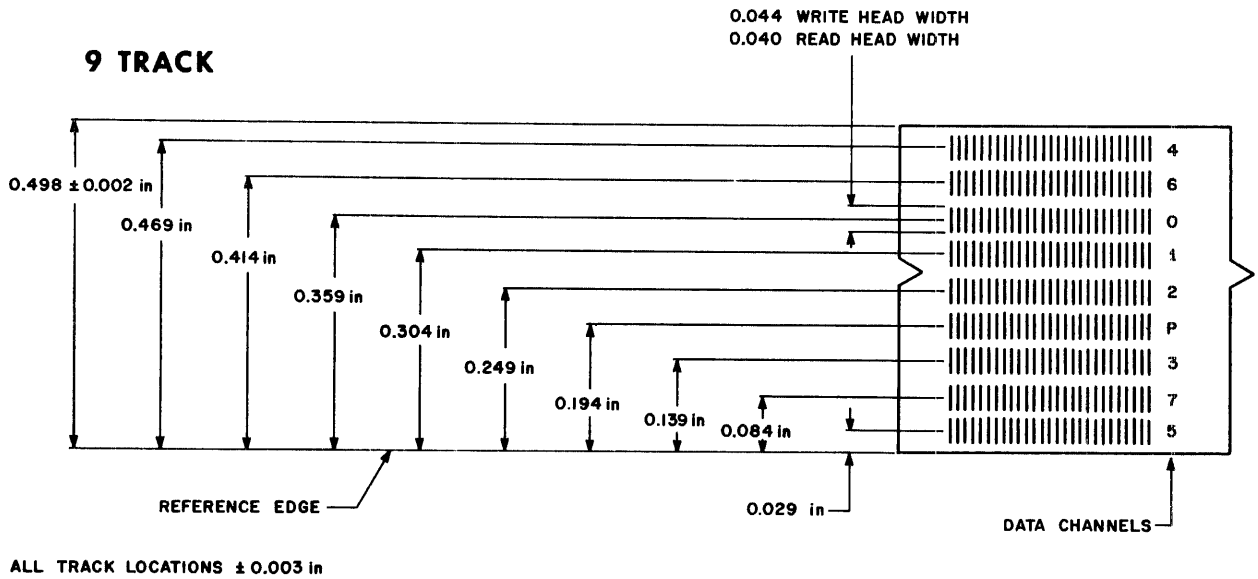 0.044 WRITE HEAD WIDTH
0.040 READ HEAD WIDTH
9 TRACK
4
0.498 ± 0.002 in
6
0.469 in
0
0.414 in
1
0.359 in
2
0.304 in
P
0.249 in
3
0.194 in
7
0.139 in
0.084 in
5
REFERENCE EDGE
0.029 in
DATA CHANNELS
ALL TRACK LOCATIONS ± 0.003 in